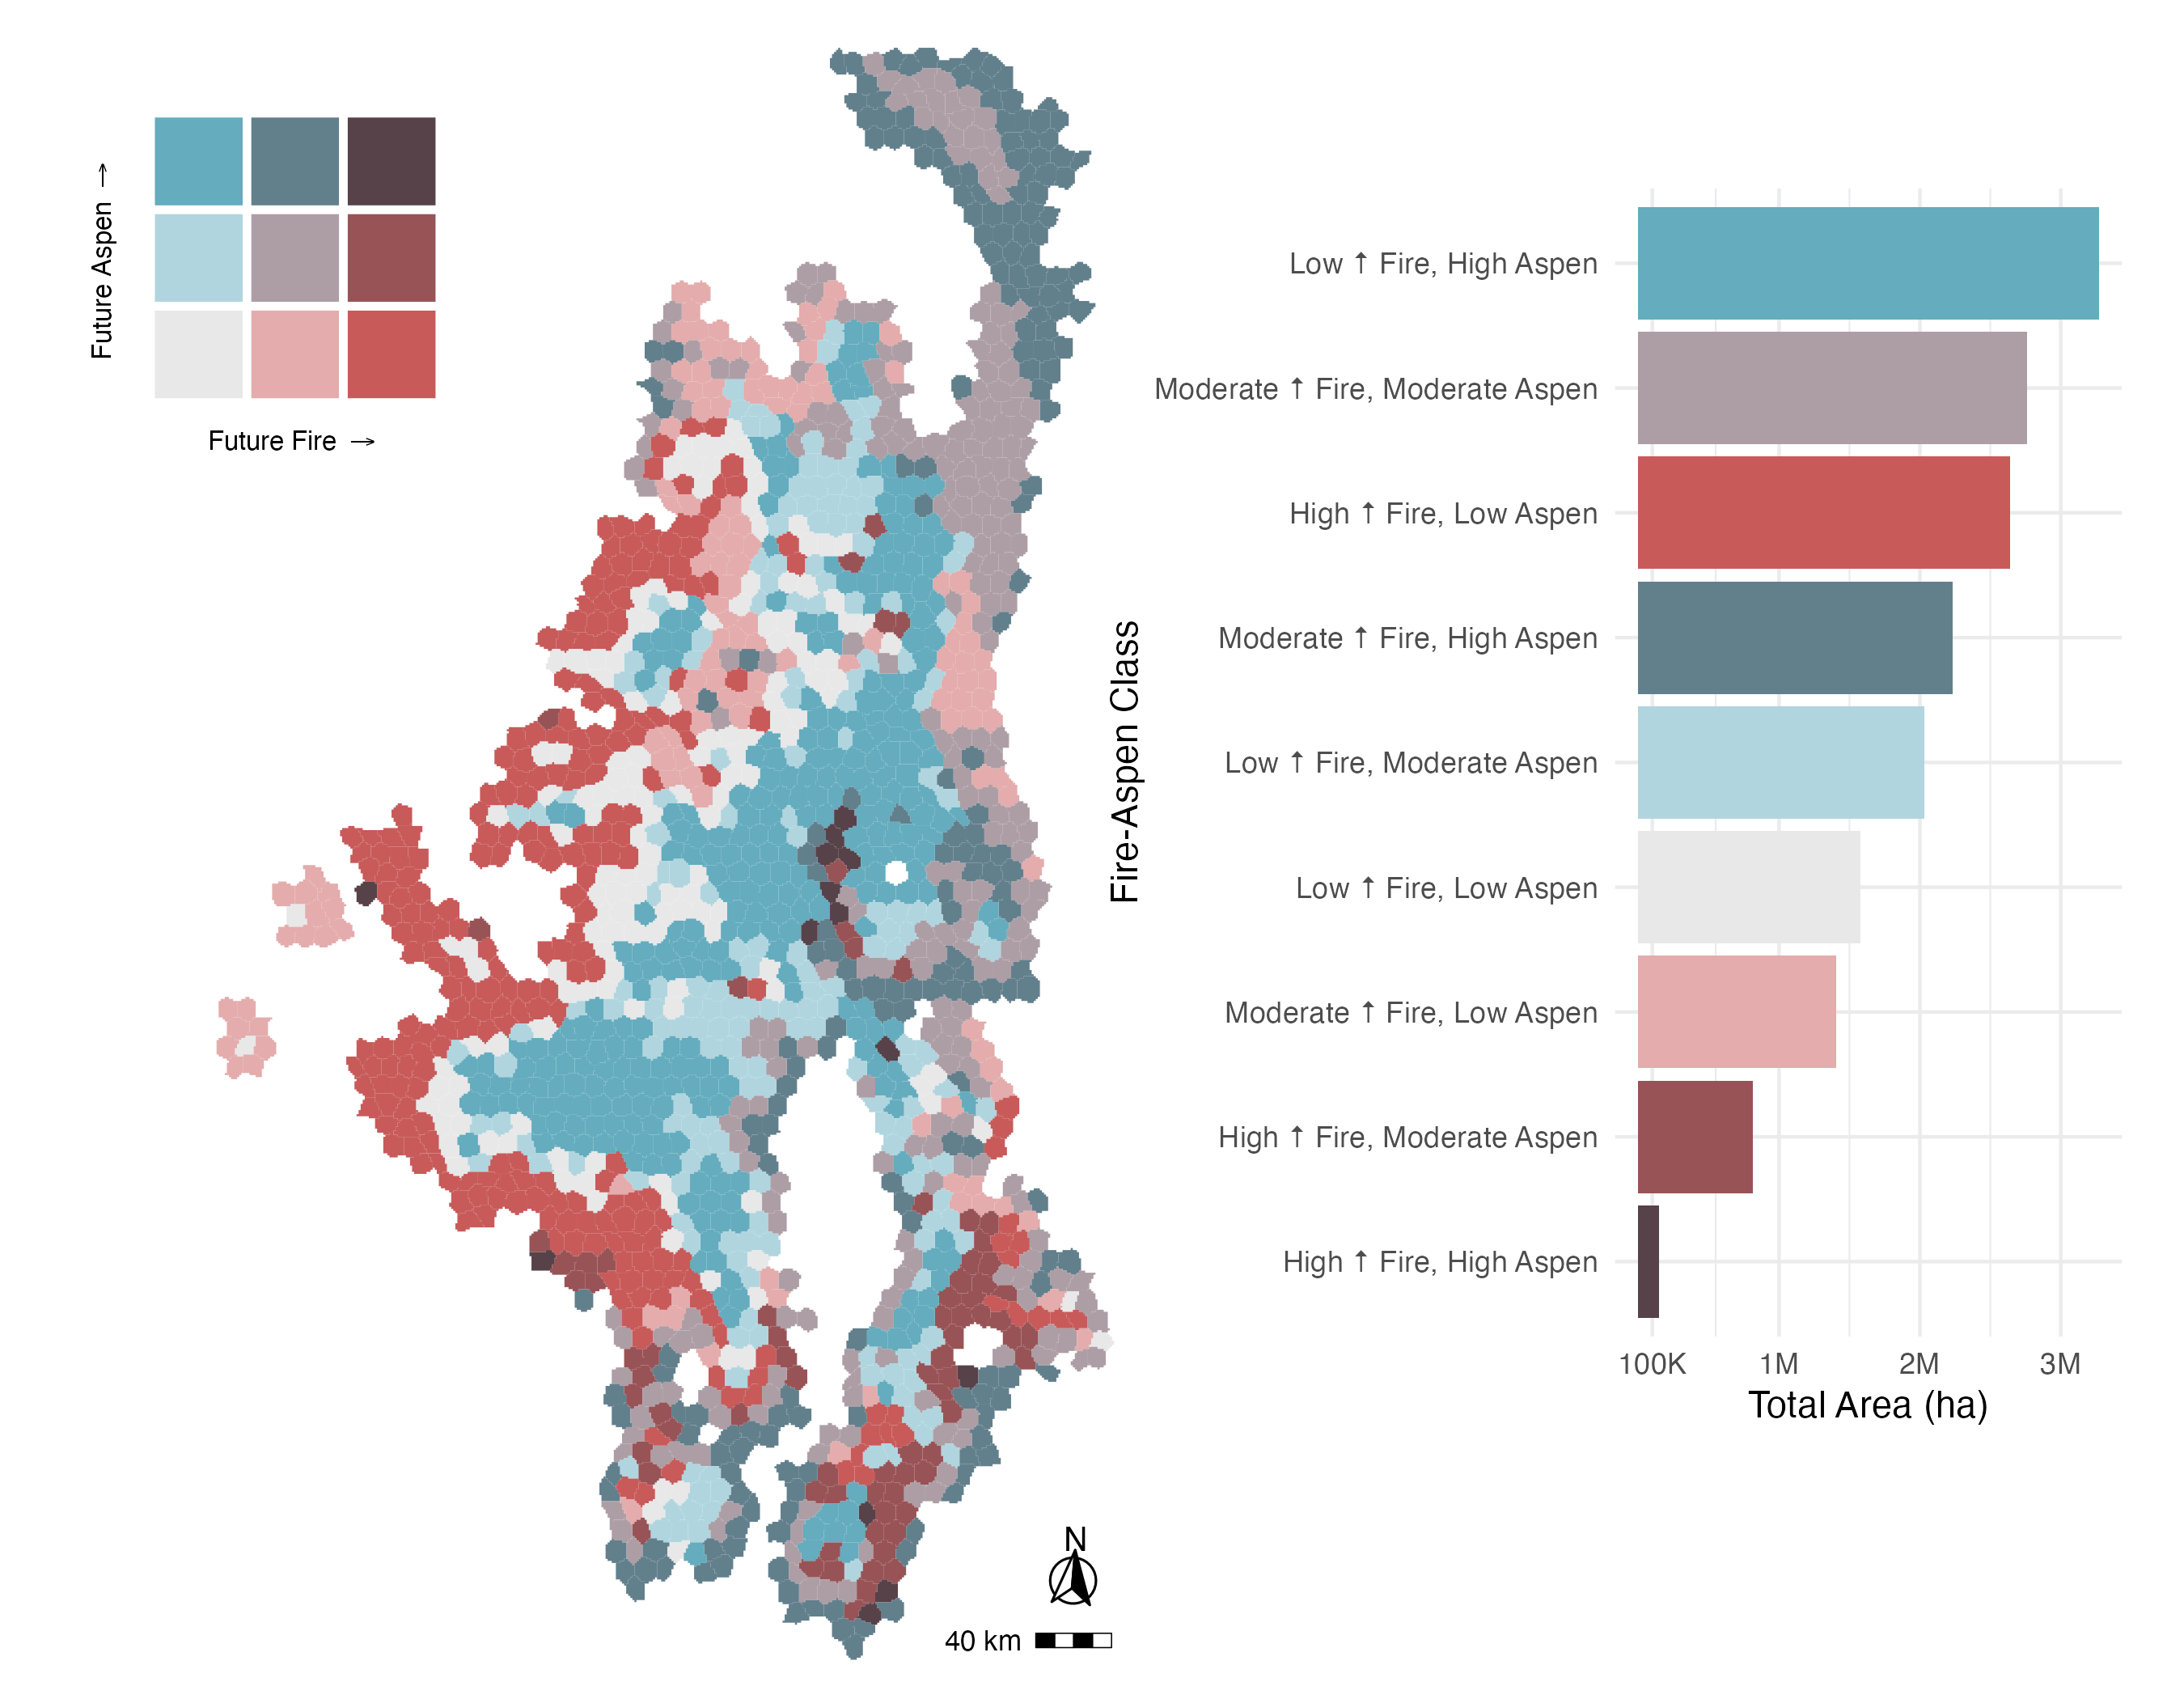 Future Aspen →
Future Fire →
Fire-Aspen Class
Low ↑ Fire, High Aspen
Moderate ↑ Fire, Moderate Aspen
High ↑ Fire, Low Aspen
Moderate ↑ Fire, High Aspen
Low ↑ Fire, Moderate Aspen
Low ↑ Fire, Low Aspen
Moderate ↑ Fire, Low Aspen
High ↑ Fire, Moderate Aspen
High ↑ Fire, High Aspen
100K 1M 2M 3M
Total Area (ha)
N
40 km